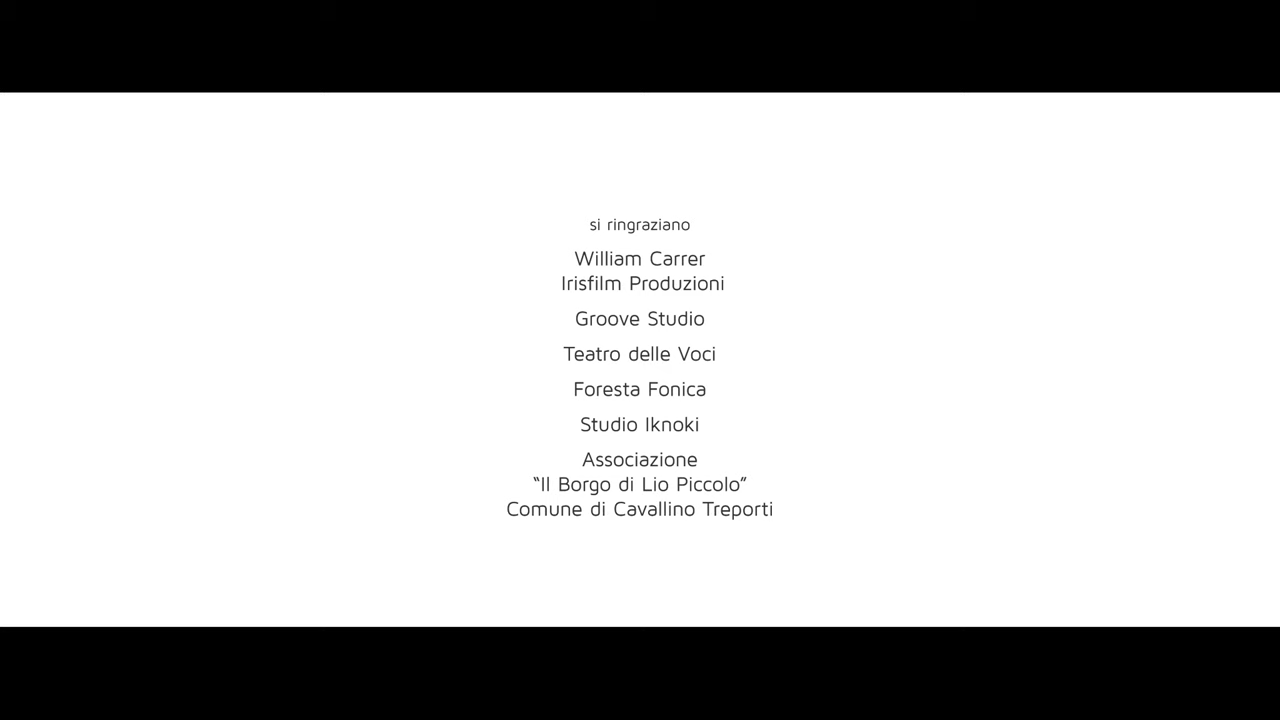 si ringraziano
William Carrer
Irisfilm Produzioni
Groove Studio
Teatro delle Voci
Foresta Fonica
Studio Iknoki
Associazione
“Il Borgo di Lio Piccolo”
Comune di Cavallino Treporti